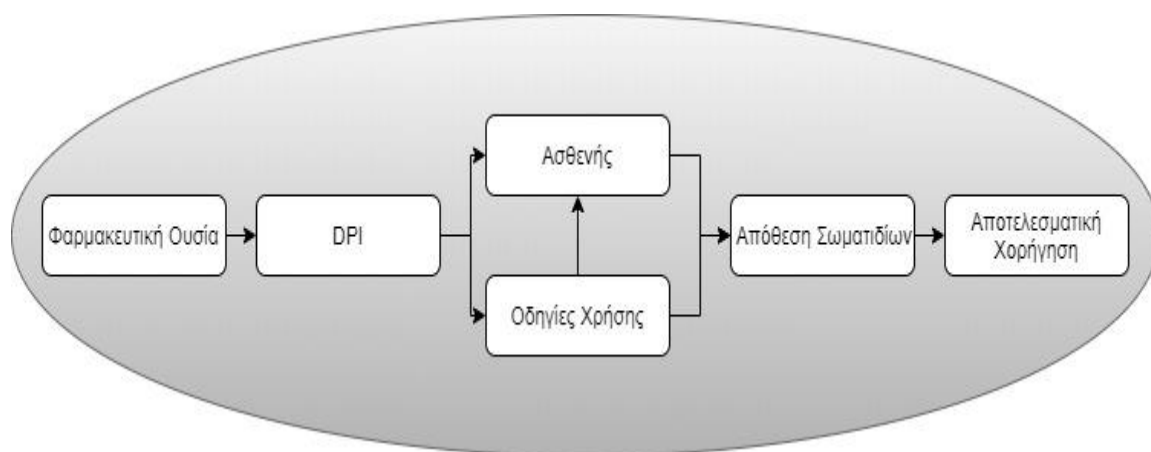 Φαρμακευτική Ουσία
DPI
Ασθενής
Οδηγίες Χρήσης
Απόθεση Σωματιδίων
Αποτελεσματική
Χορήγηση